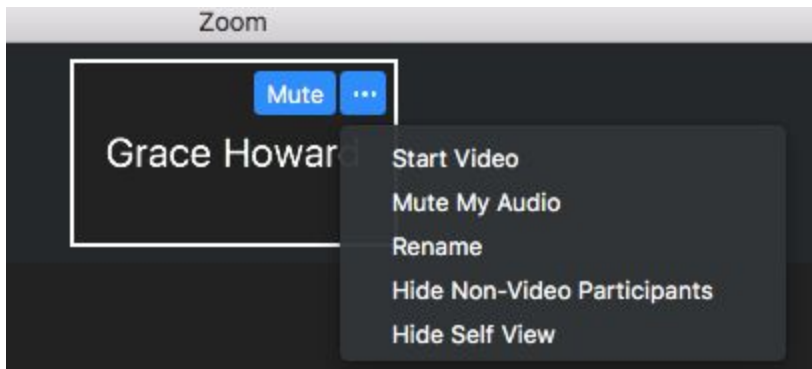 Zoom
Mute ...
Grace Howard
Start Video
Mute My Audio
Rename
Hide Non-Video Participants
Hide Self View